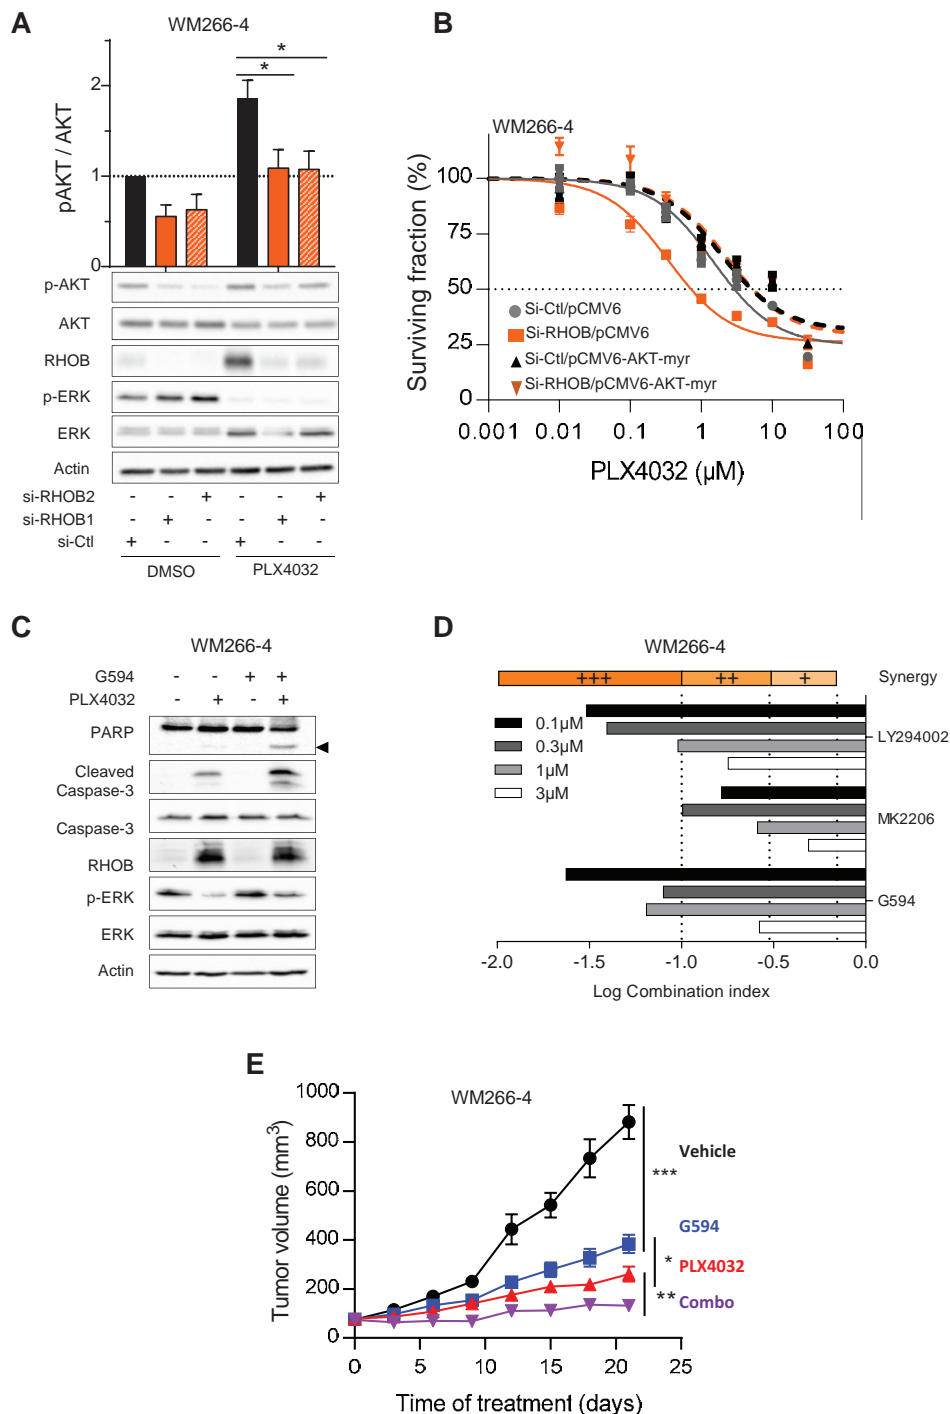 A
WM266-4
*
*
2
1
0
pAKT / AKT
p-AKT
AKT
RHOB
p-ERK
ERK
Actin
si-RHOB2 - - + - - +
si-RHOB1 - + - - + -
si-Ctl + - - + - -
DMSO PLX4032
B
WM266-4
100
75
50
25
0
Surviving fraction (%)
Si-Ctl/pCMV6
Si-RHOB/pCMV6
Si-Ctl/pCMV6-AKT-myr
Si-RHOB/pCMV6-AKT-myr
0.001 0.01 0.1 1 10 100
PLX4032 (µM)
C
WM266-4
G594 - - + +
PLX4032 - + - +
PARP
Cleaved
Caspase-3
Caspase-3
RHOB
p-ERK
ERK
Actin
D
WM266-4
+++ ++ + Synergy
0.1µM
0.3µM
1µM
3µM
LY294002
MK2206
G594
-2.0 -1.5 -1.0 -0.5 0.0
Log Combination index
E
WM266-4
1000
800
600
400
200
0
Tumor volume (mm³)
Vehicle
***
G594
*
PLX4032
**
Combo
0 5 10 15 20 25
Time of treatment (days)